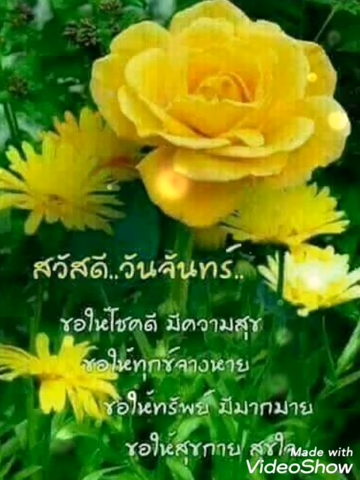 สวัสดี..วันจันทร์..
ขอให้โชคดี มีความสุข
ขอให้ทุกข์จางหาย
ขอให้ทรัพย์ มีมากมาย
ขอให้สุขกาย สุขใจ
Made with
VideoShow